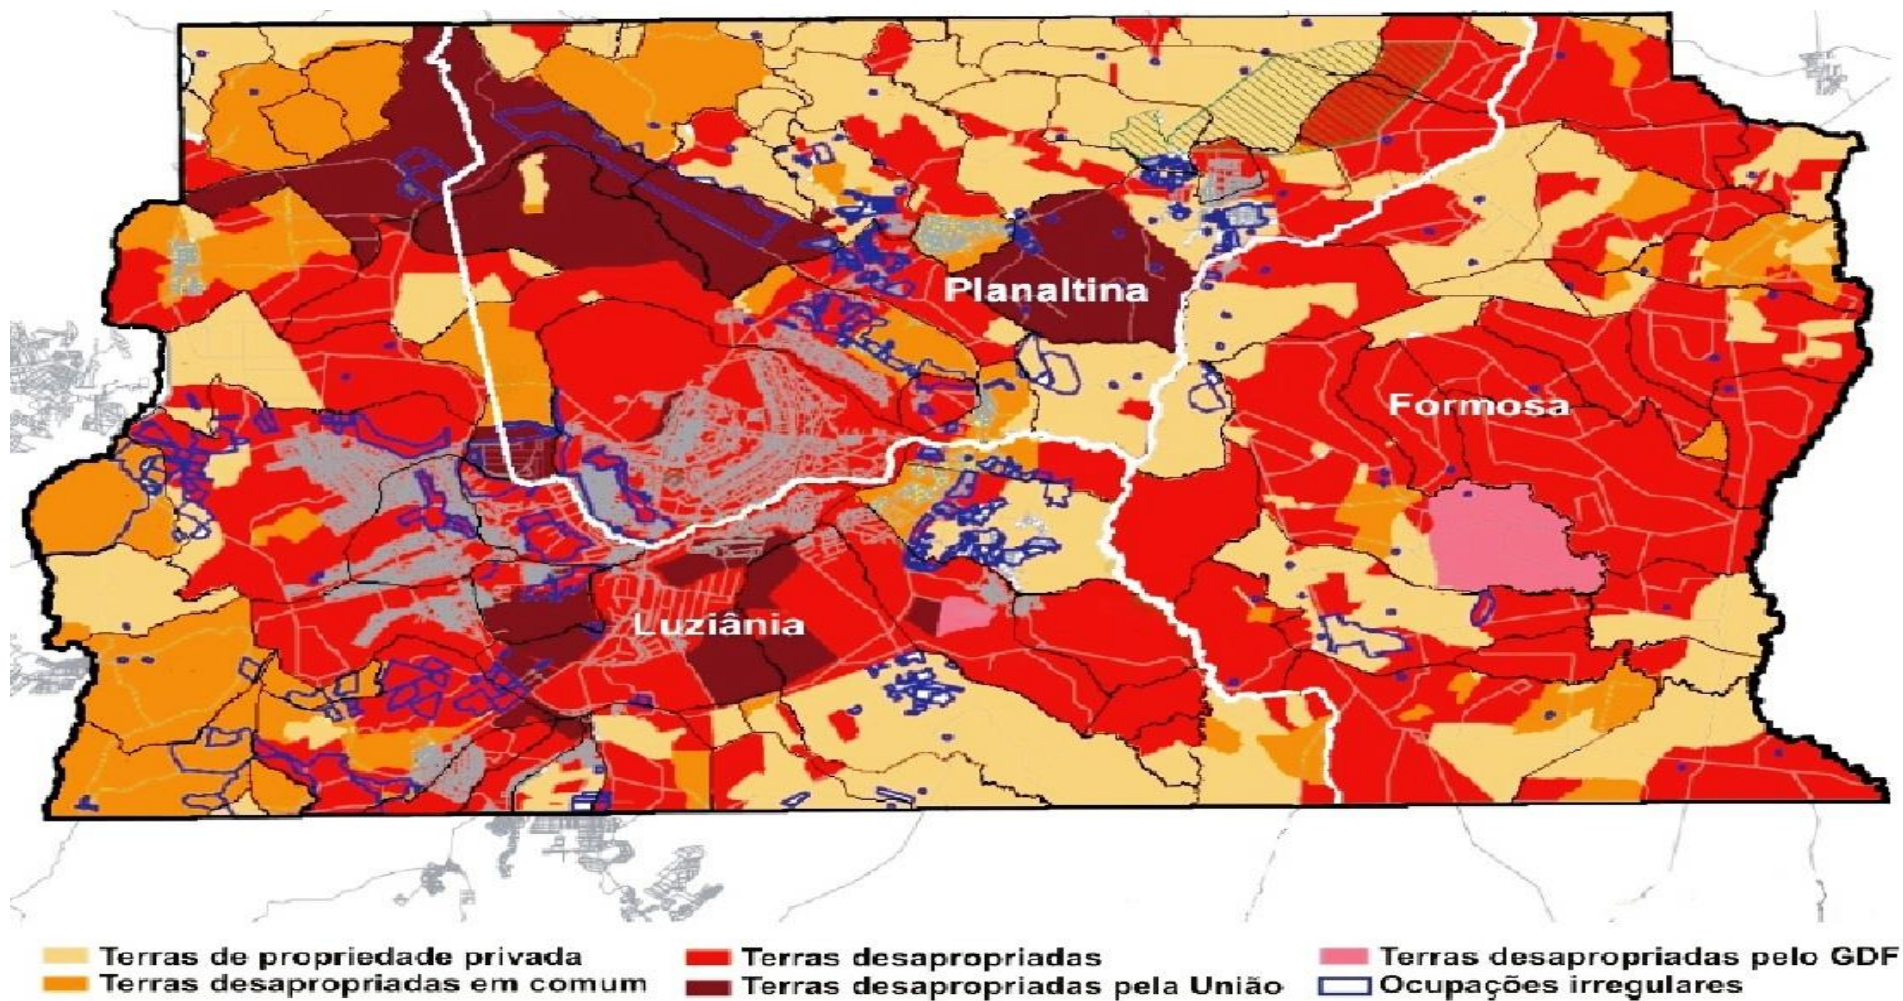 Planaltina
Formosa
Luziânia
Terras de propriedade privada
Terras desapropriadas
Terras desapropriadas pelo GDF
Terras desapropriadas em comum
Terras desapropriadas pela União
Ocupações irregulares